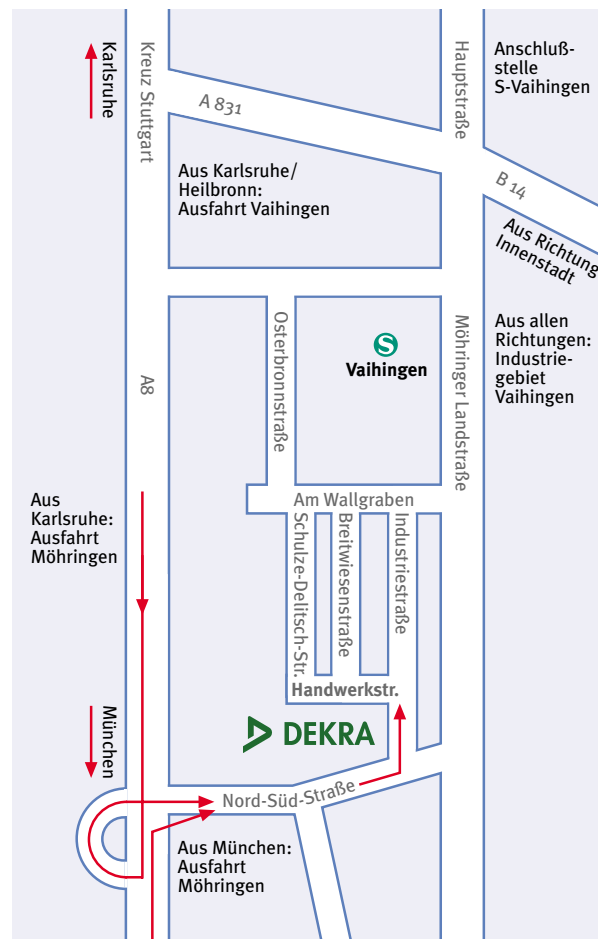 Karlsruhe
Kreuz Stuttgart
Hauptstraße
Anschluß-
stelle
S-Vaihingen
A 831
Aus Karlsruhe/
Heilbronn:
Ausfahrt Vaihingen
B 14
Aus Richtung
Innenstadt
Osterbronnstraße
S
Vaihingen
Möhringer Landstraße
Aus allen
Richtungen:
Industrie-
gebiet
Vaihingen
A8
Aus
Karlsruhe:
Ausfahrt
Möhringen
Am Wallgraben
Schulze-Delitsch-Str.
Breitwiesenstraße
Industriestraße
Handwerkstr.
München
DEKRA
Nord-Süd-Straße
Aus München:
Ausfahrt
Möhringen